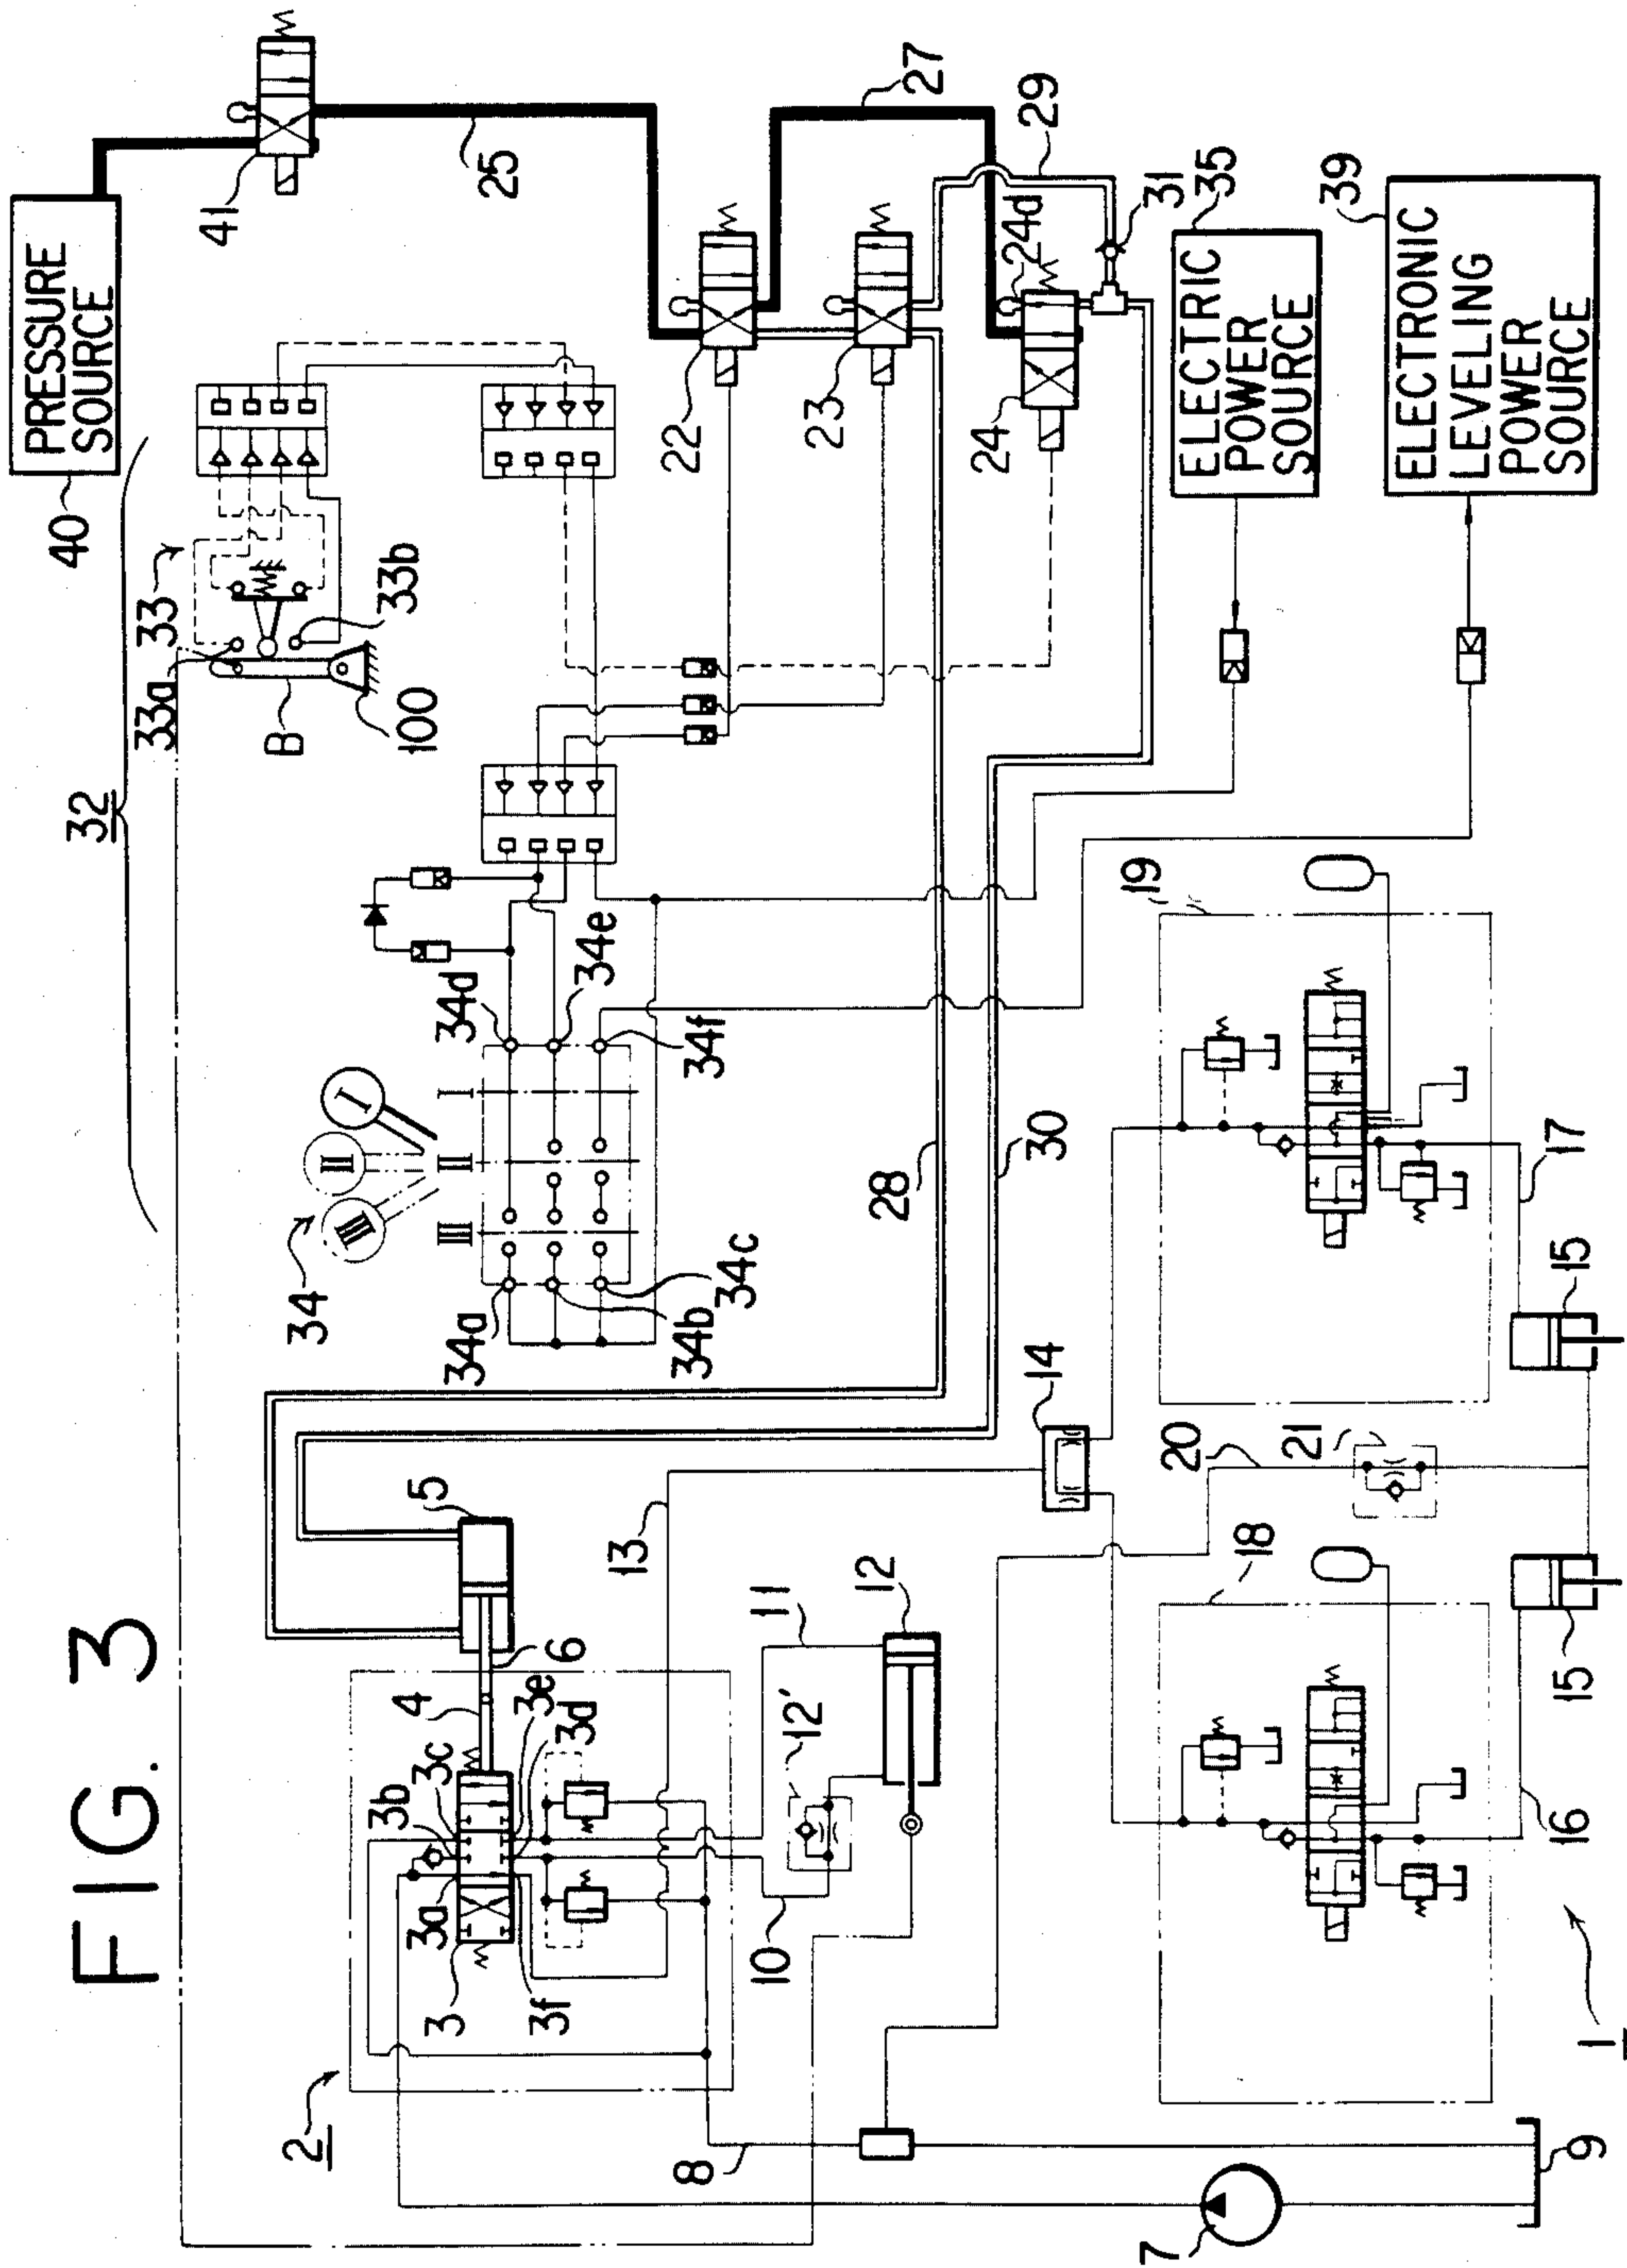 FIG. 3
PRESSURE
SOURCE
40
41
25
27
22
23
24
24d
29
31
ELECTRIC
POWER
SOURCE
35
ELECTRONIC
LEVELING
POWER
SOURCE
39
32
33
33a
33b
B
100
34
I
II
III
I
II
III
34a
34b
34c
34d
34e
34f
28
30
5
6
4
3
3a
3b
3c
3d
3e
3f
2
13
14
11
12
12'
10
8
7
9
1
15
15
16
17
18
19
20
21